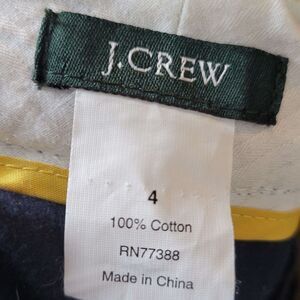 J.CREW
4
100% Cotton
RN77388
Made in China